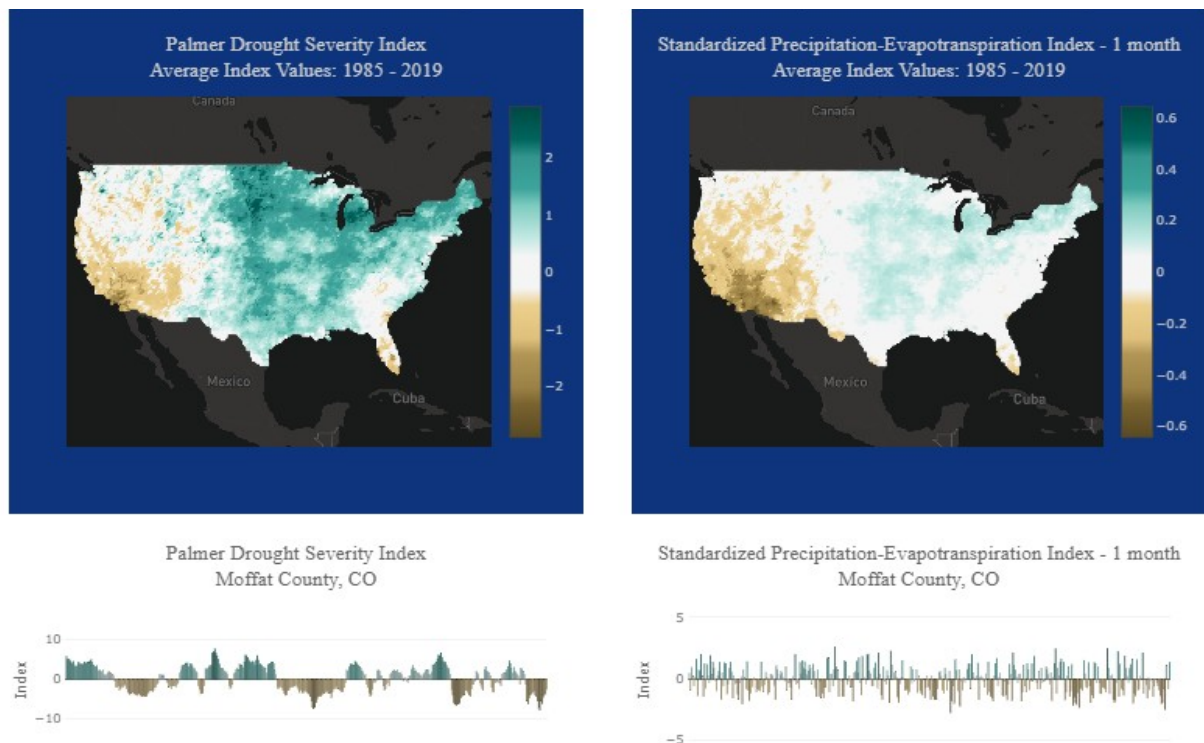 Palmer Drought Severity Index
Average Index Values: 1985 - 2019
Canada
Mexico
Cuba
2
1
0
−1
−2
Standardized Precipitation-Evapotranspiration Index - 1 month
Average Index Values: 1985 - 2019
Canada
Mexico
Cuba
0.6
0.4
0.2
0
−0.2
−0.4
−0.6
Palmer Drought Severity Index
Moffat County, CO
Index
10
0
−10
Standardized Precipitation-Evapotranspiration Index - 1 month
Moffat County, CO
Index
5
0
−5